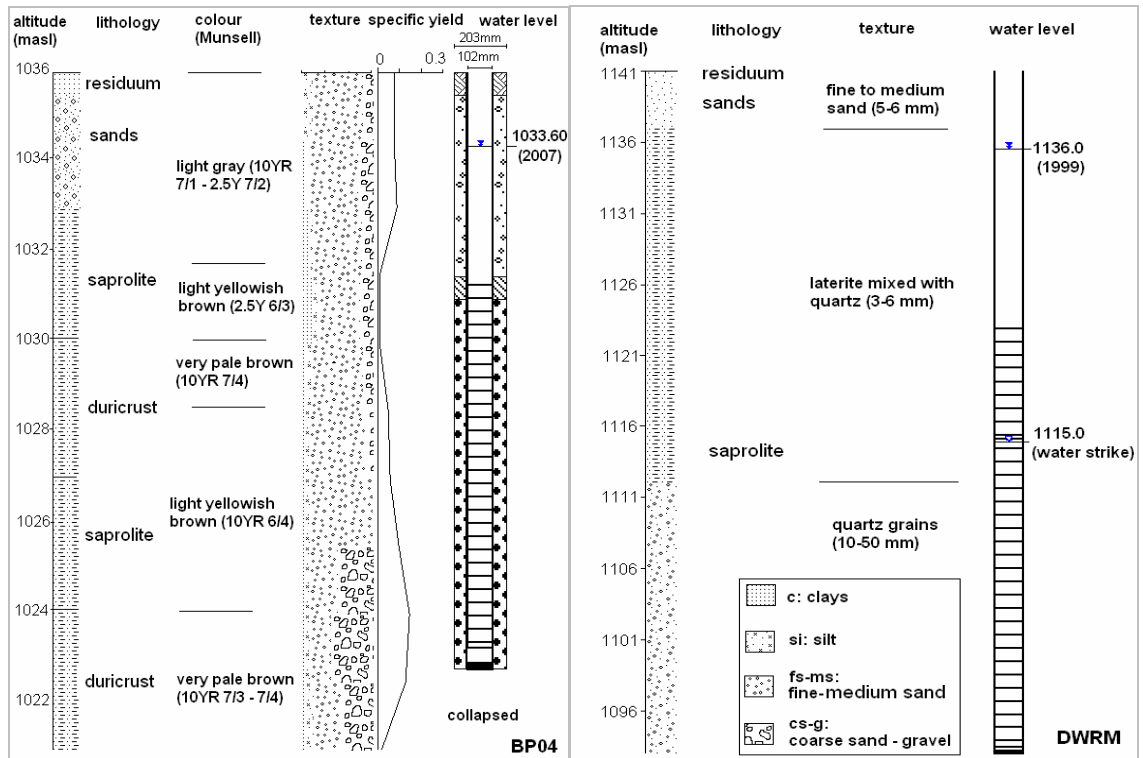 altitude
(masl)
lithology
colour
(Munsell)
texture
specific yield
water level
203mm
102mm
0
0.3
1036
1034
1032
1030
1028
1026
1024
1022
residuum
sands
saprolite
duricrust
saprolite
duricrust
light gray (10YR
7/1 - 2.5Y 7/2)
light yellowish
brown (2.5Y 6/3)
very pale brown
(10YR 7/4)
light yellowish
brown (10YR 6/4)
very pale brown
(10YR 7/3 - 7/4)
1033.60
(2007)
collapsed
BP04
altitude
(masl)
lithology
texture
water level
1141
1136
1131
1126
1121
1116
1111
1106
1101
1096
residuum
sands
saprolite
fine to medium
sand (5-6 mm)
laterite mixed with
quartz (3-6 mm)
quartz grains
(10-50 mm)
1136.0
(1999)
1115.0
(water strike)
c: clays
si: silt
fs-ms:
fine-medium sand
cs-g:
coarse sand - gravel
DWRM